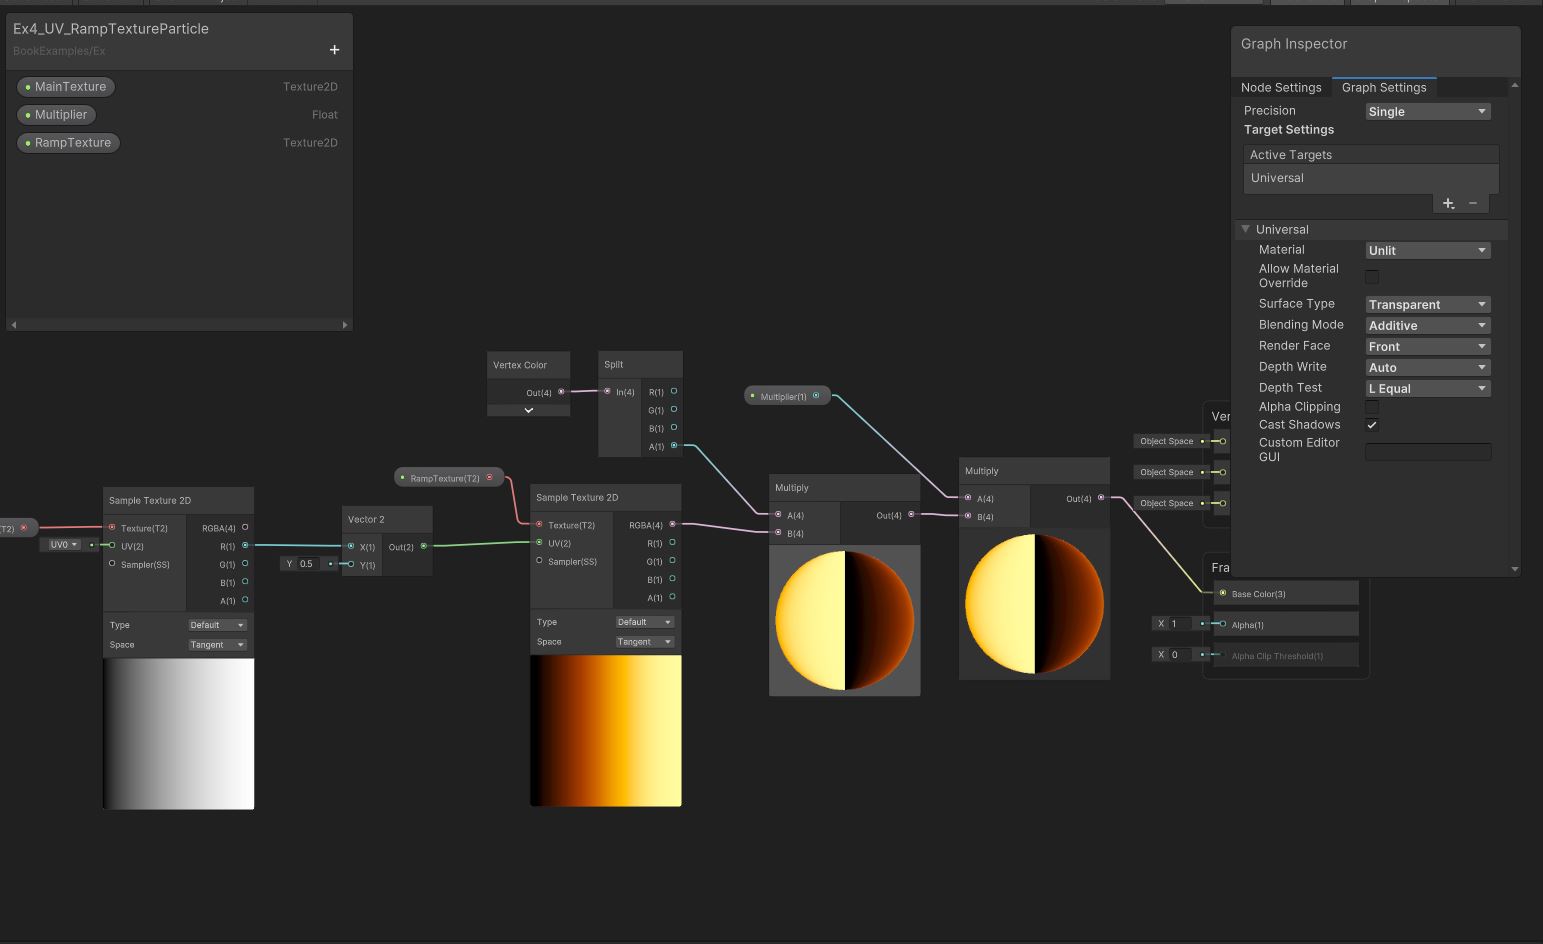 Ex4_UV_RampTextureParticle
BookExamples/Ex
+
MainTexture Texture2D
Multiplier Float
RampTexture Texture2D
Graph Inspector
Node Settings Graph Settings
Precision Single
Target Settings
Active Targets
Universal
Universal
Material Unlit
Allow Material
Override
Surface Type Transparent
Blending Mode Additive
Render Face Front
Depth Write Auto
Depth Test L Equal
Alpha Clipping
Cast Shadows
Custom Editor
GUI
Vertex Color
Out(4)
Split
In(4) R(1)
G(1)
B(1)
A(1)
Multiplier(1)
RampTexture(T2)
(T2)
UV0
Sample Texture 2D
Texture(T2) RGBA(4)
UV(2) R(1)
Sampler(SS) G(1)
B(1)
A(1)
Type Default
Space Tangent
Y 0.5
Vector 2
X(1) Out(2)
Y(1)
Sample Texture 2D
Texture(T2) RGBA(4)
UV(2) R(1)
Sampler(SS) G(1)
B(1)
A(1)
Type Default
Space Tangent
Multiply
A(4) Out(4)
B(4)
Multiply
A(4) Out(4)
B(4)
Ver
Object Space
Object Space
Object Space
Fra
Base Color(3)
X 1 Alpha(1)
X 0 Alpha Clip Threshold(1)